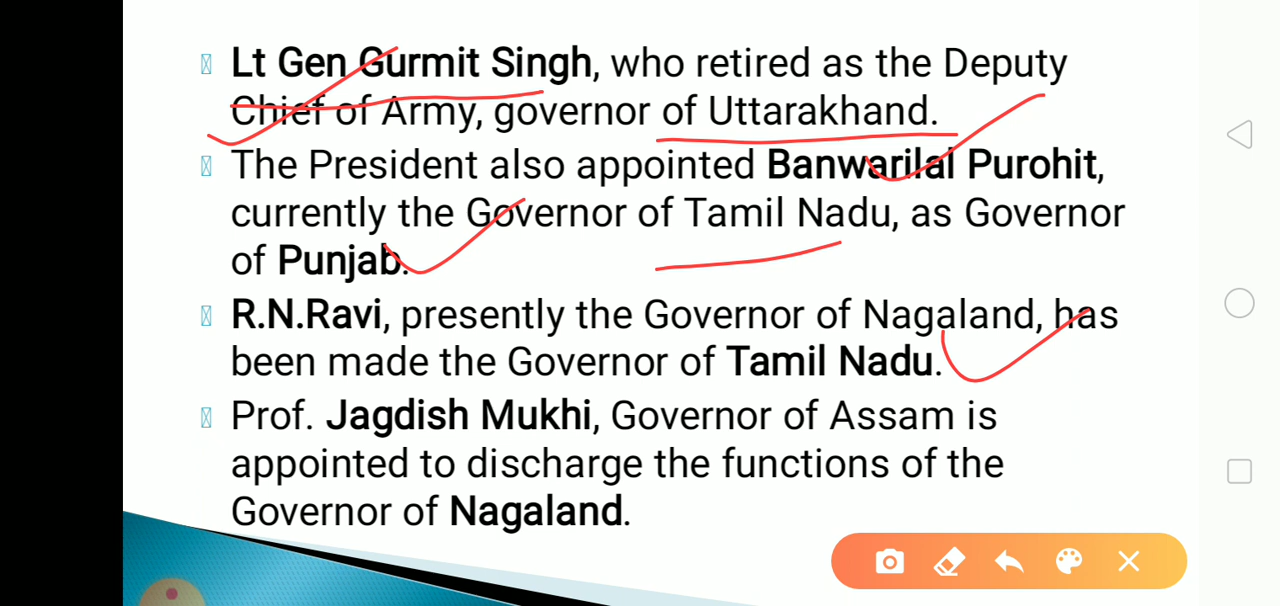 Lt Gen Gurmit Singh, who retired as the Deputy
Chief of Army, governor of Uttarakhand.
The President also appointed Banwarilal Purohit,
currently the Governor of Tamil Nadu, as Governor
of Punjab.
R.N.Ravi, presently the Governor of Nagaland, has
been made the Governor of Tamil Nadu.
Prof. Jagdish Mukhi, Governor of Assam is
appointed to discharge the functions of the
Governor of Nagaland.